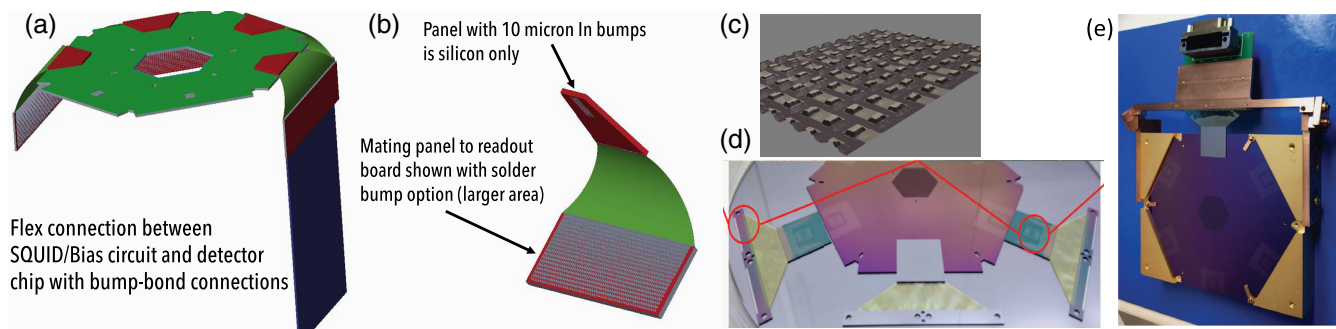 (a)
Flex connection between
SQUID/Bias circuit and detector
chip with bump-bond connections
(b)
Panel with 10 micron In bumps
is silicon only
Mating panel to readout
board shown with solder
bump option (larger area)
(c)
(d)
(e)